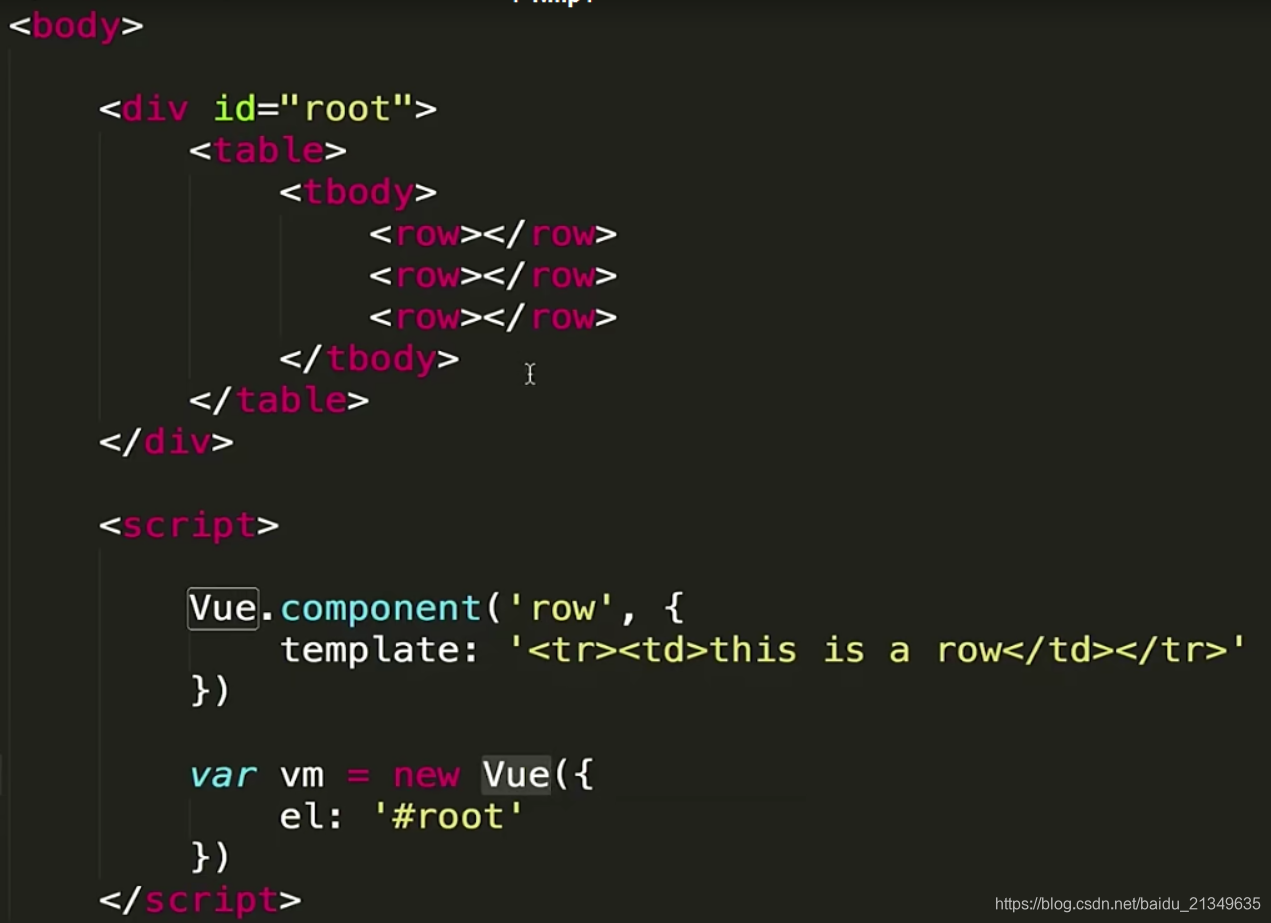 <body>
<div id="root">
<table>
<tbody>
<row></row>
<row></row>
<row></row>
</tbody>
</table>
</div>
<script>
Vue.component('row', {
template: '<tr><td>this is a row</td></tr>'
})
var vm = new Vue({
el: '#root'
})
</script>
https://blog.csdn.net/baidu_21349635